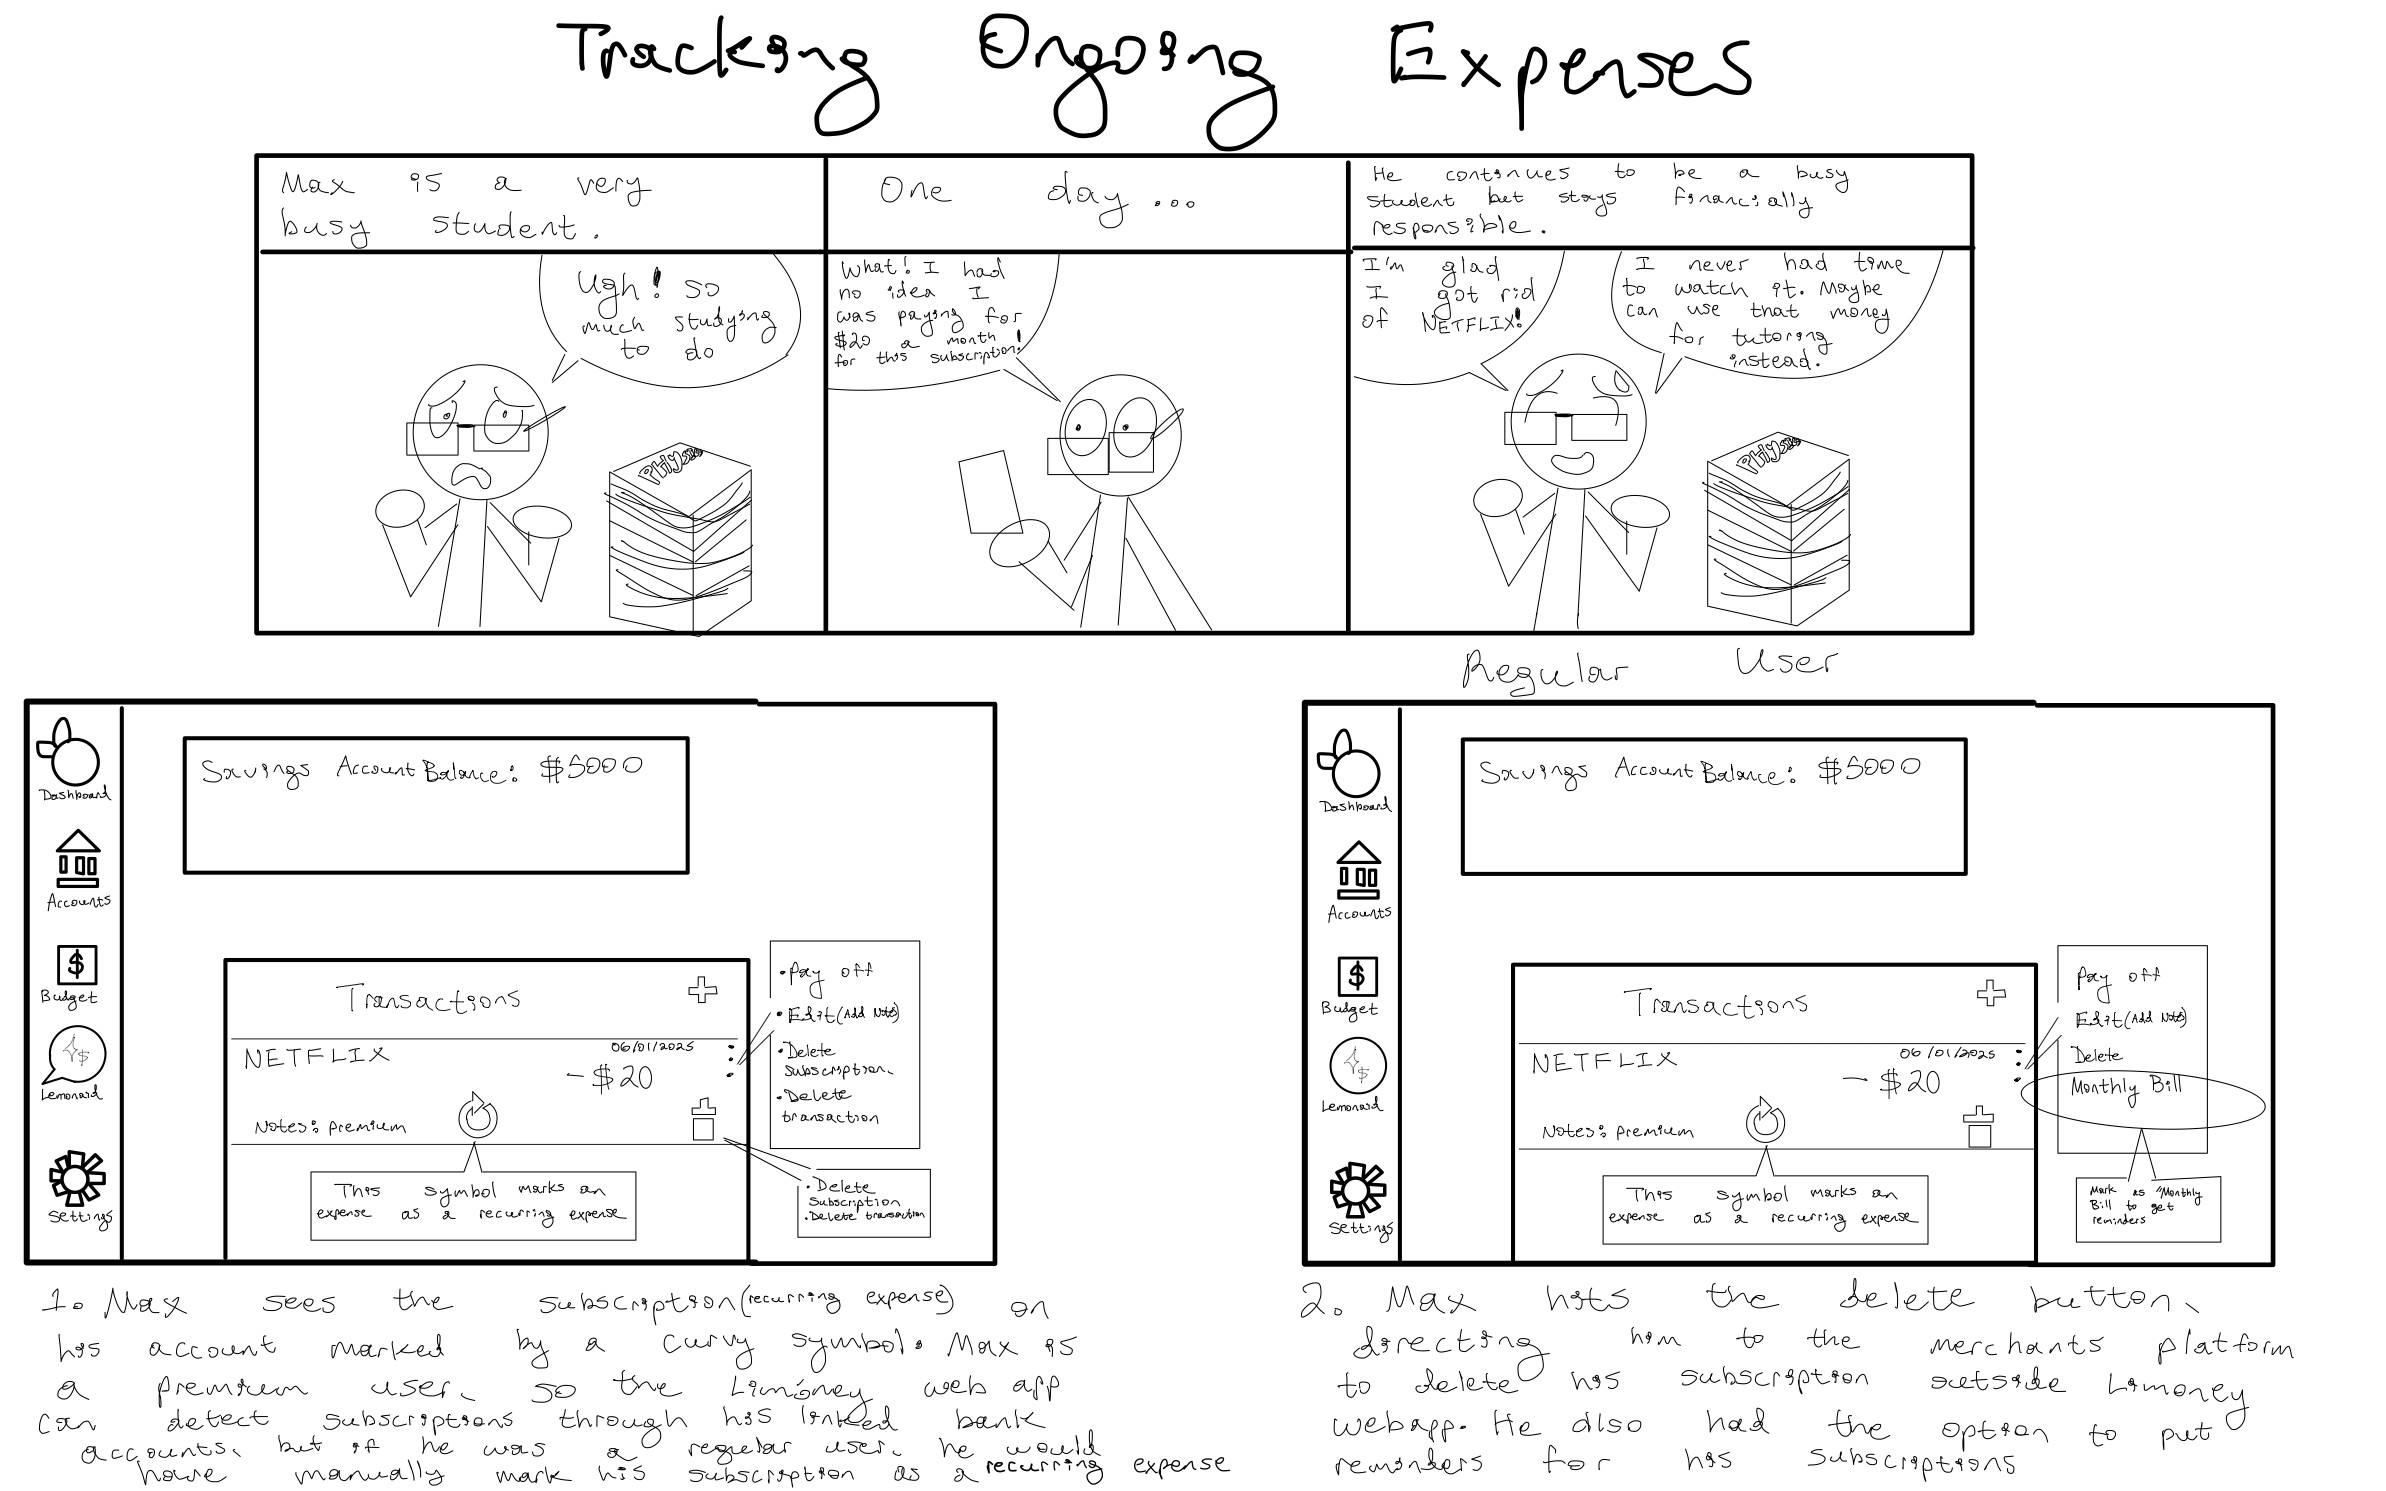 Tracking Ongoing Expenses
Max is a very
busy student.
Ugh! So
much studying
to do
Physics
One day...
What! I had
no idea I
was paying for
$20 a month
for this subscription!
He continues to be a busy
student but stays financially
responsible.
I'm glad
I got rid
of NETFLIX!
I never had time
to watch it. Maybe
can use that money
for tutoring
instead.
Physics
Dashboard
Accounts
Budget
Lemonaid
Settings
Savings Account Balance: $5000
Transactions
NETFLIX
06/01/2025
- $20
Notes: premium
This symbol marks an
expense as a recurring expense
• Pay off
• Edit (Add Note)
• Delete
subscription.
• Delete
transaction
• Delete
Subscription
• Delete transaction
1. Max sees the subscription (recurring expense) on
his account marked by a curvy symbol. Max is
a premium user, so the Limoney web app
can detect subscriptions through his linked bank
accounts, but if he was a regular user, he would
have manually mark his subscription as a recurring expense
Regular User
Dashboard
Accounts
Budget
Lemonaid
Settings
Savings Account Balance: $5000
Transactions
NETFLIX
06/01/2025
- $20
Notes: premium
This symbol marks an
expense as a recurring expense
Pay off
Edit (Add Note)
Delete
Monthly Bill
Mark as "Monthly
Bill to get
reminders
2. Max hits the delete button,
directing him to the merchants platform
to delete his subscription outside Limoney
webapp. He also had the option to put
reminders for his subscriptions